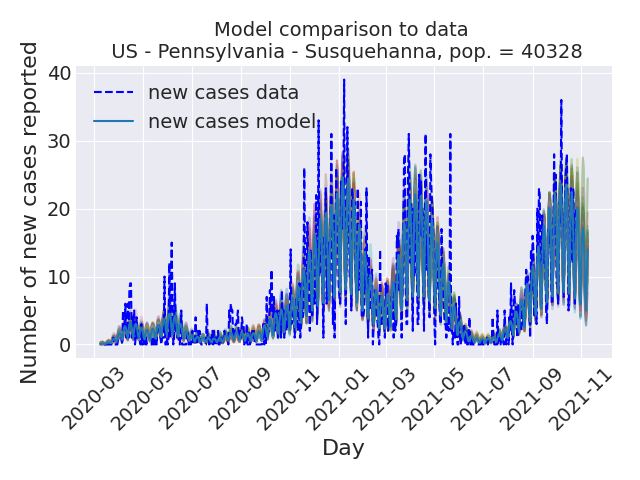 Model comparison to data
US - Pennsylvania - Susquehanna, pop. = 40328
Number of new cases reported
40
30
20
10
0
new cases data
new cases model
2020-03
2020-05
2020-07
2020-09
2020-11
2021-01
2021-03
2021-05
2021-07
2021-09
2021-11
Day